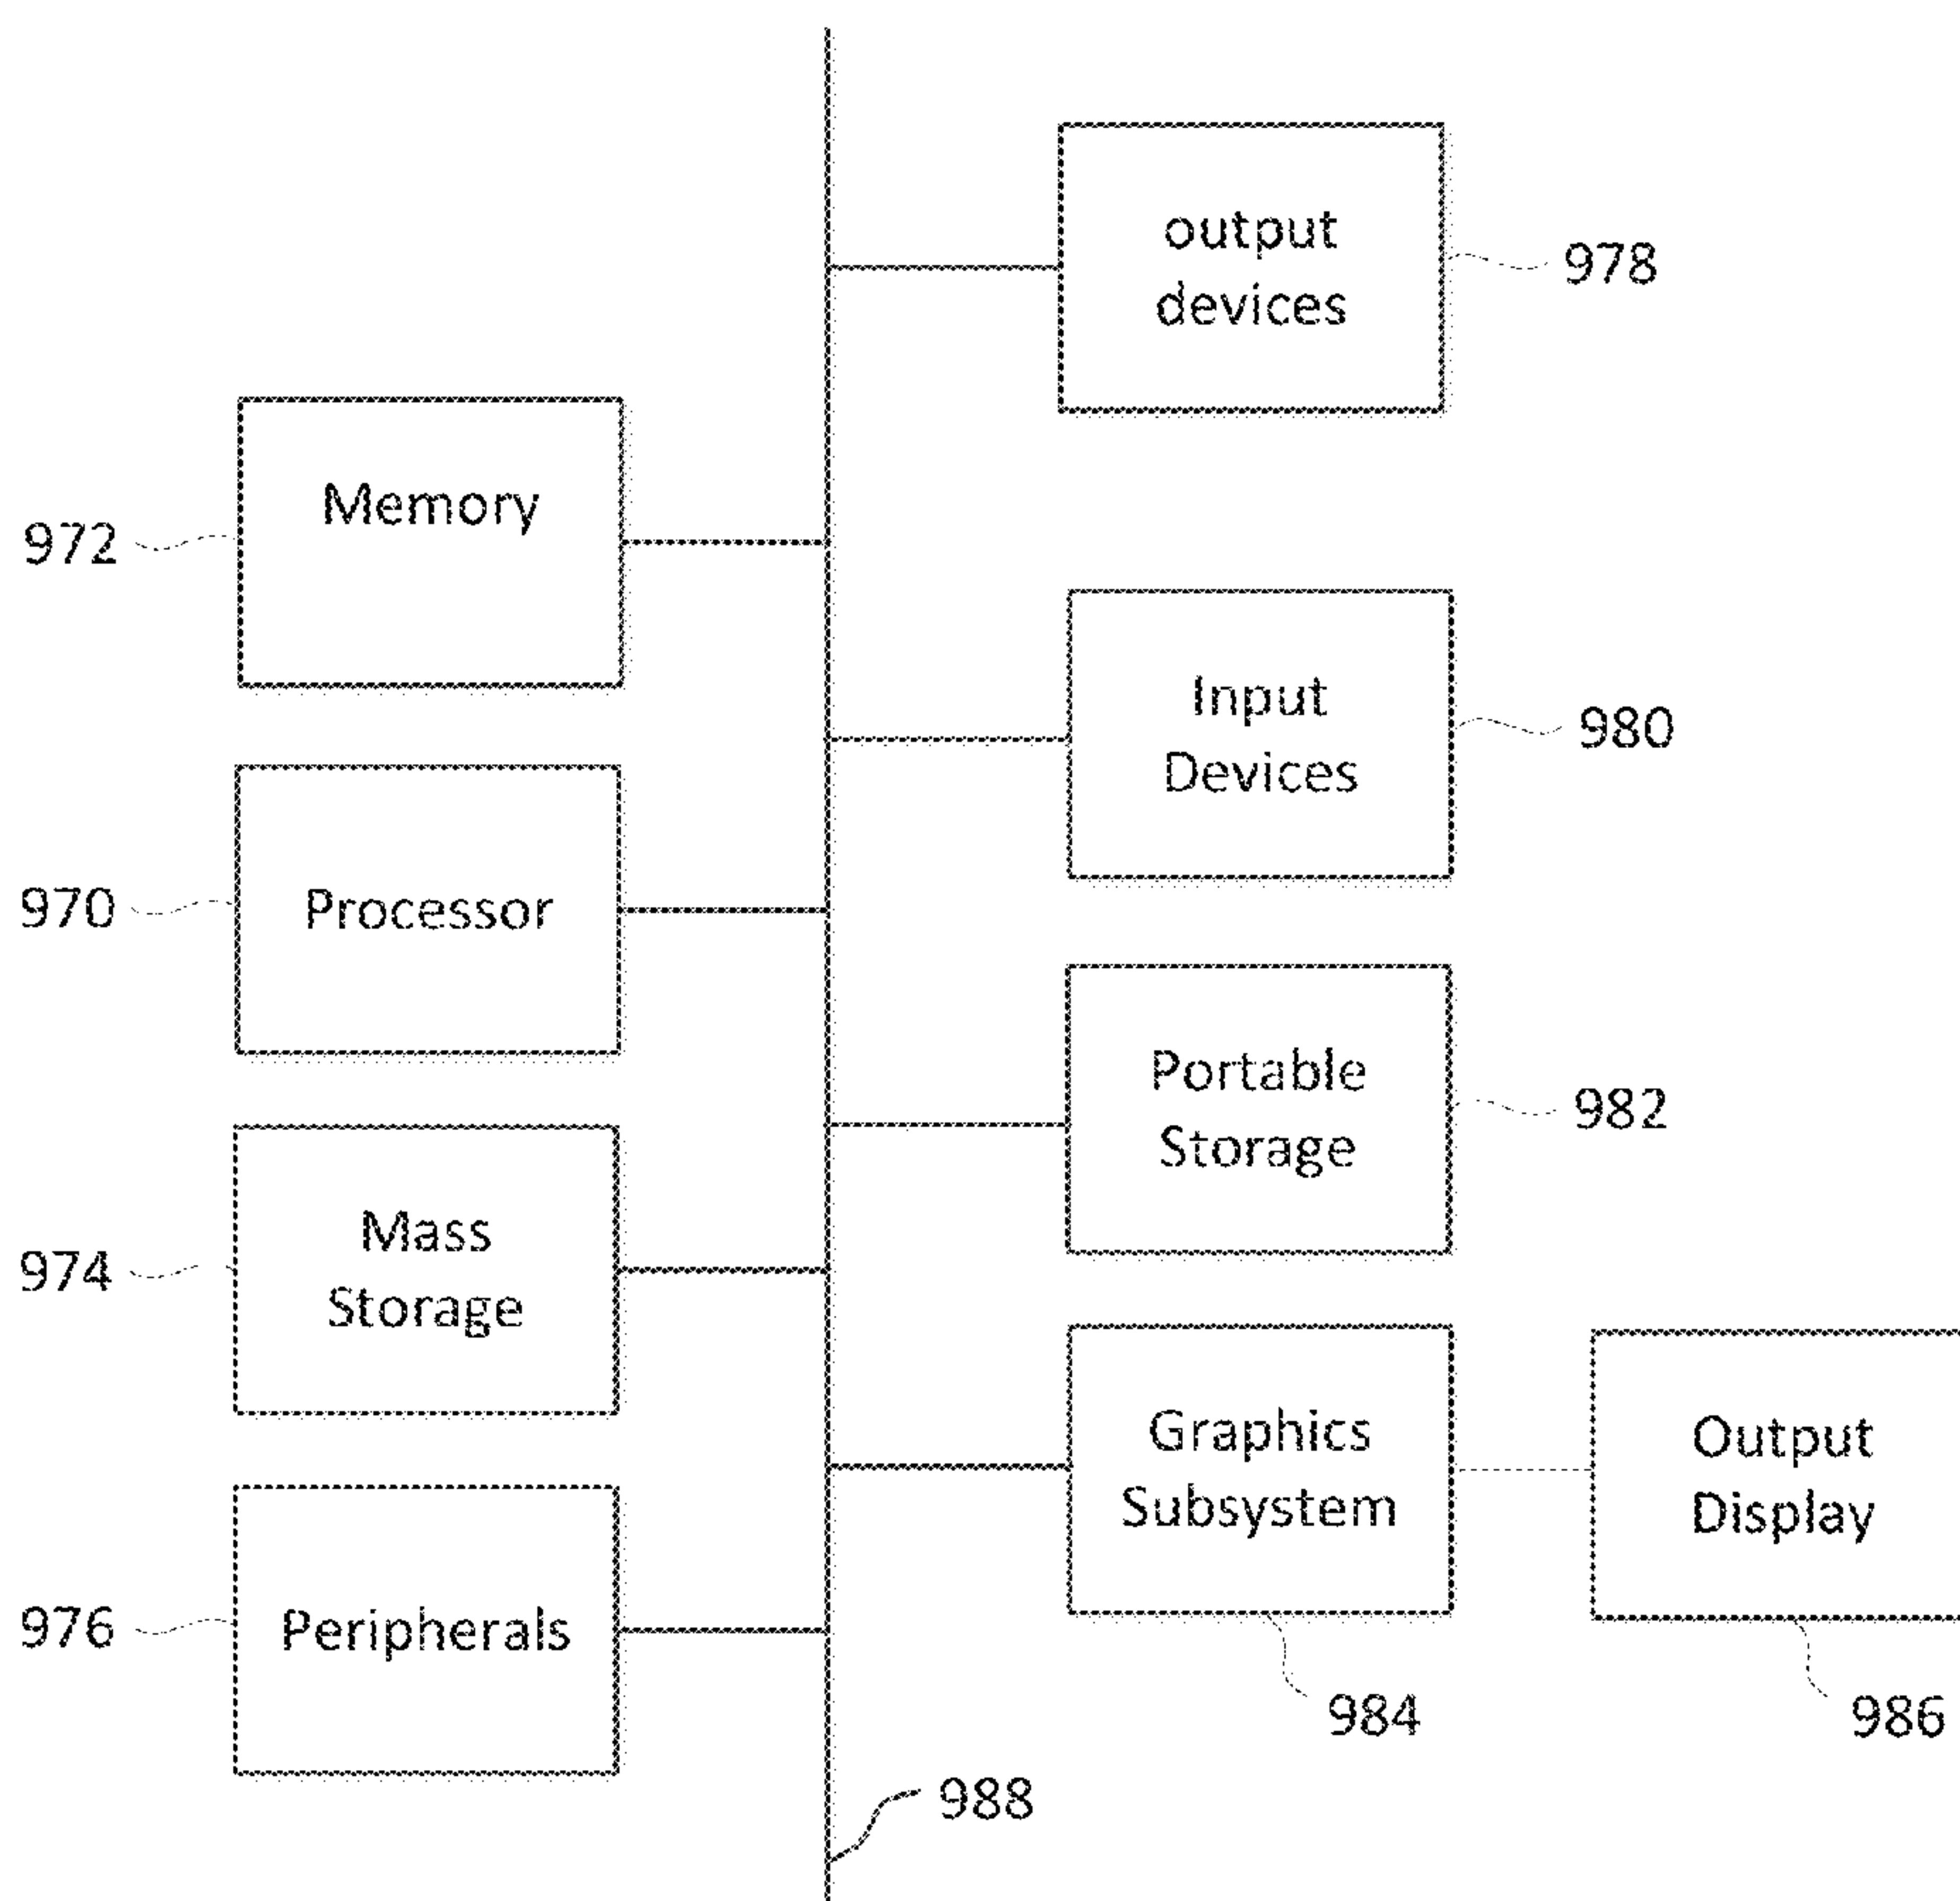 output
devices
978
Memory
972
Input
Devices
980
Processor
970
Portable
Storage
982
Mass
Storage
974
Graphics
Subsystem
984
Output
Display
986
Peripherals
976
988